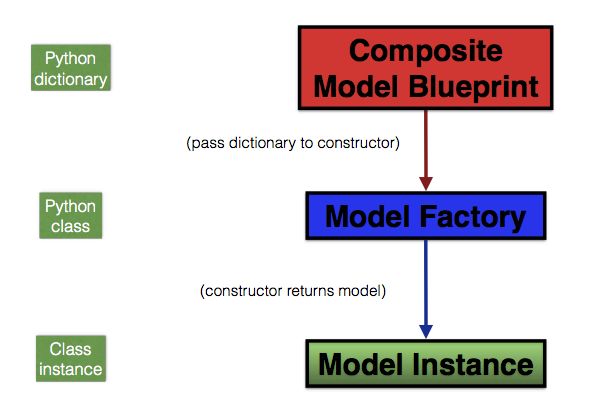 Python
dictionary
Composite
Model Blueprint
(pass dictionary to constructor)
Python
class
Model Factory
(constructor returns model)
Class
instance
Model Instance